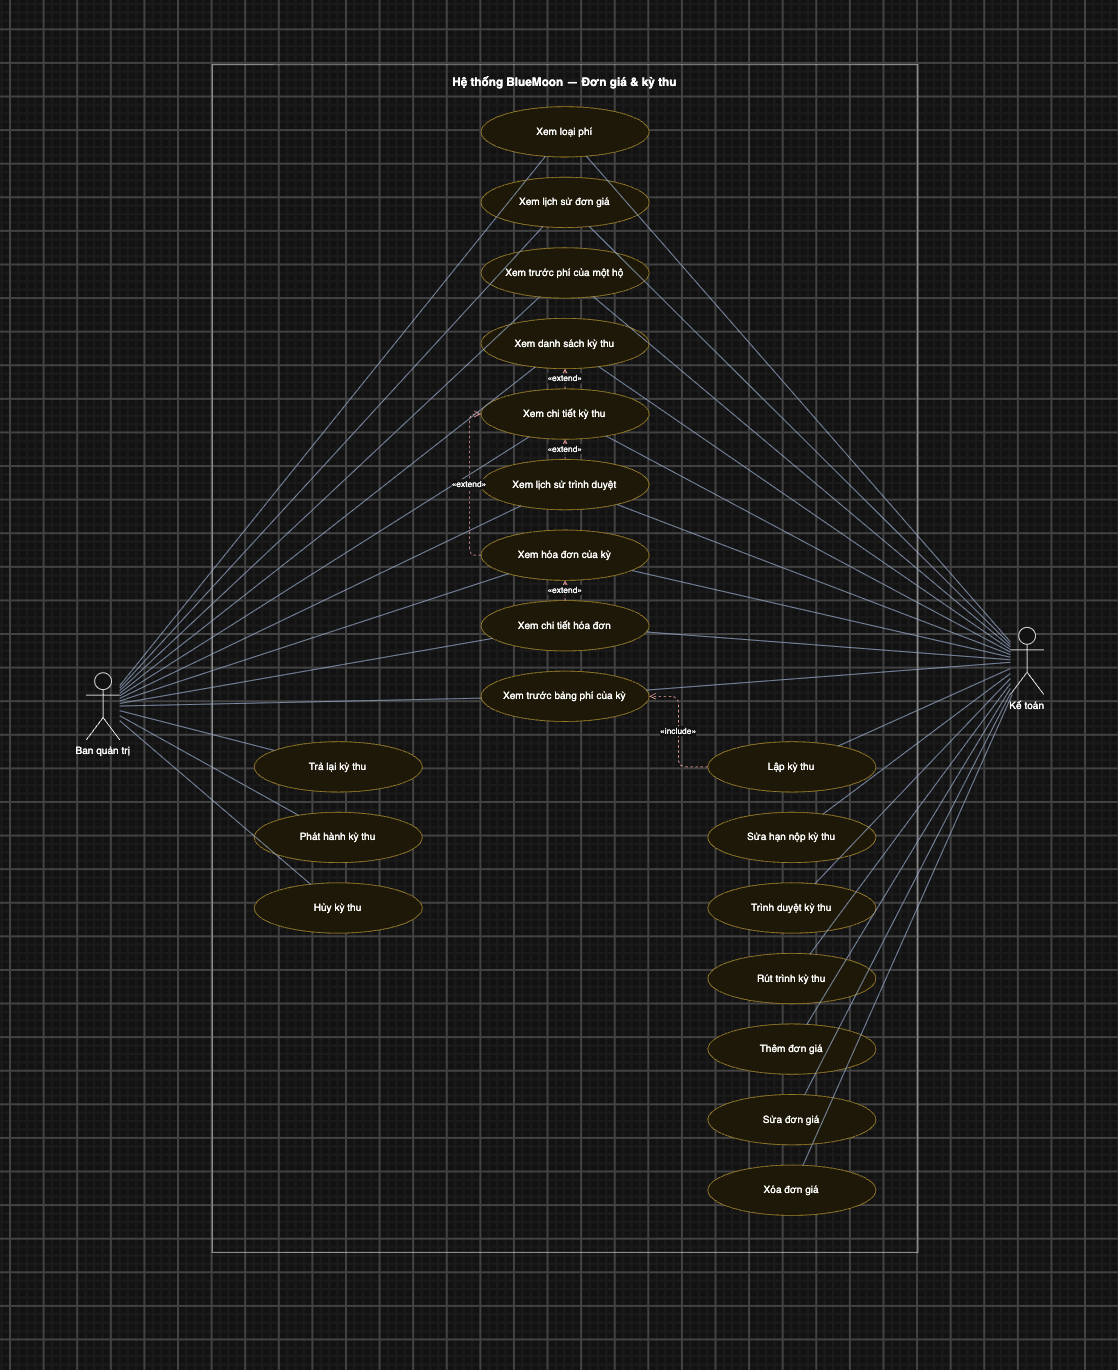 Hệ thống BlueMoon — Đơn giá & kỳ thu
Xem loại phí
Xem lịch sử đơn giá
Xem trước phí của một hộ
Xem danh sách kỳ thu
«extend»
Xem chi tiết kỳ thu
«extend»
«extend»
Xem lịch sử trình duyệt
Xem hóa đơn của kỳ
«extend»
Xem chi tiết hóa đơn
Xem trước bảng phí của kỳ
Kế toán
«include»
Ban quản trị
Trả lại kỳ thu
Lập kỳ thu
Phát hành kỳ thu
Sửa hạn nộp kỳ thu
Hủy kỳ thu
Trình duyệt kỳ thu
Rút trình kỳ thu
Thêm đơn giá
Sửa đơn giá
Xóa đơn giá